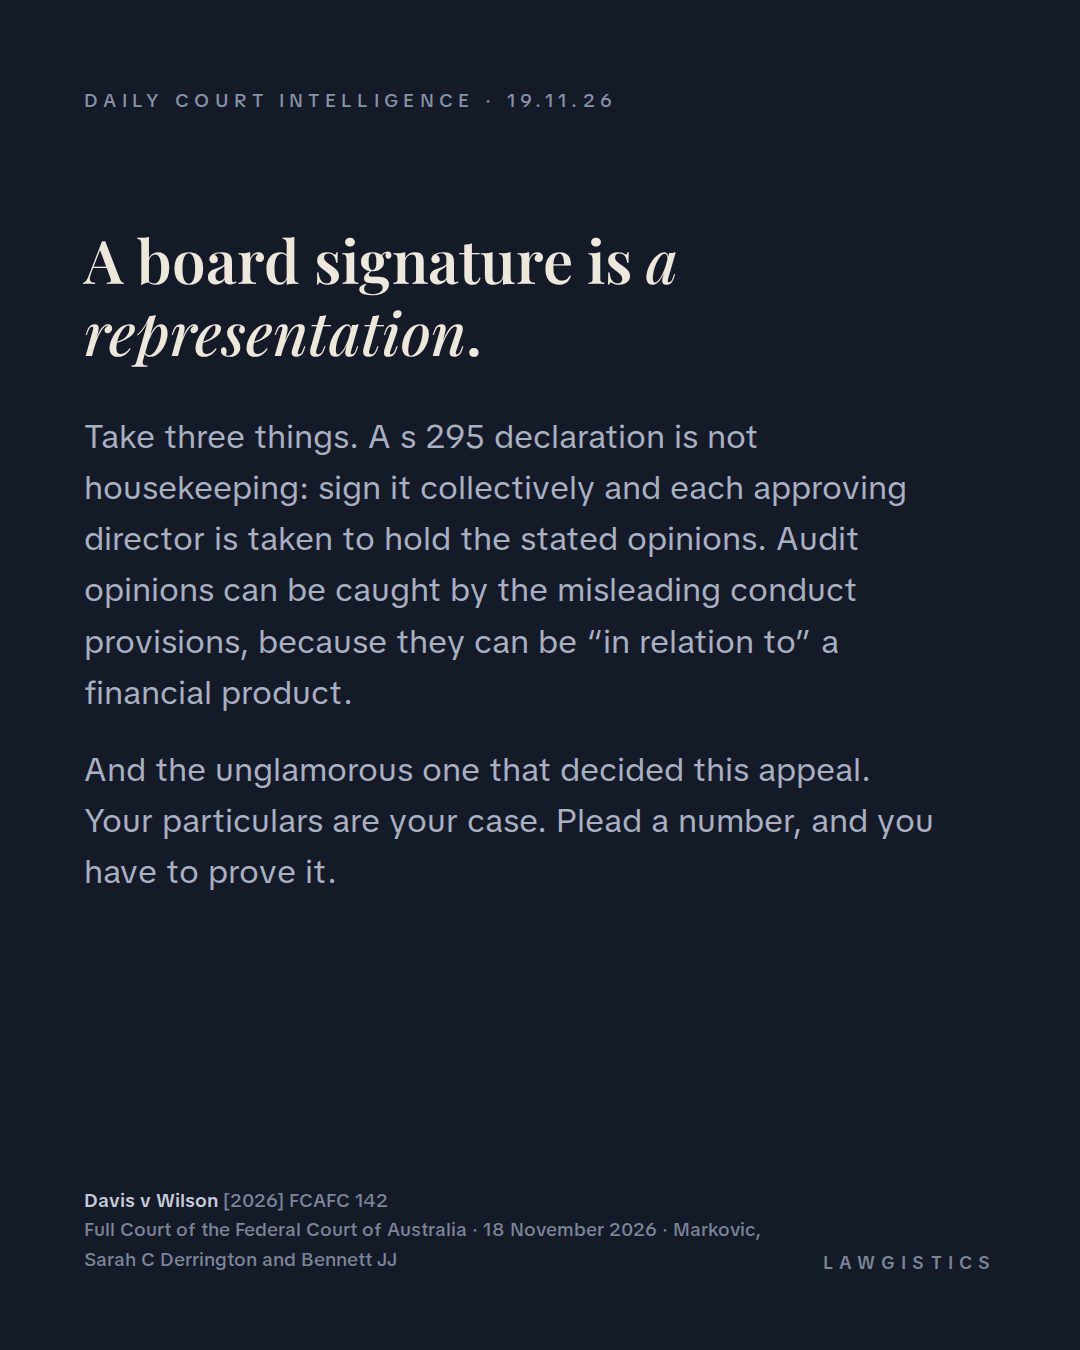 DAILY COURT INTELLIGENCE · 19.11.26
A board signature is a
representation.
Take three things. A s 295 declaration is not
housekeeping: sign it collectively and each approving
director is taken to hold the stated opinions. Audit
opinions can be caught by the misleading conduct
provisions, because they can be “in relation to” a
financial product.
And the unglamorous one that decided this appeal.
Your particulars are your case. Plead a number, and you
have to prove it.
Davis v Wilson [2026] FCAFC 142
Full Court of the Federal Court of Australia · 18 November 2026 · Markovic,
Sarah C Derrington and Bennett JJ
LAWGISTICS